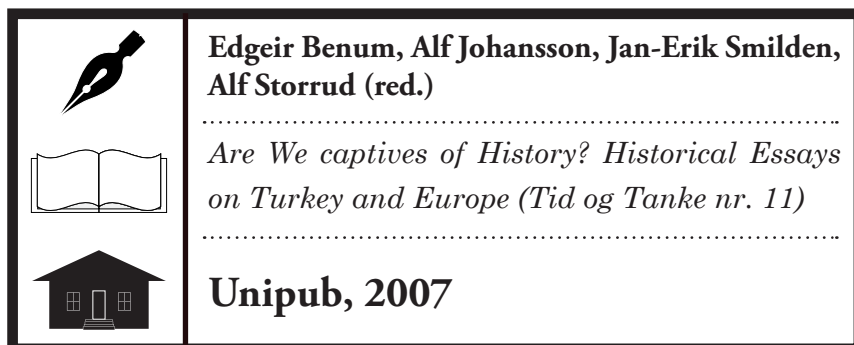 Edgeir Benum, Alf Johansson, Jan-Erik Smilden,
Alf Storrud (red.)
Are We captives of History? Historical Essays
on Turkey and Europe (Tid og Tanke nr. 11)
Unipub, 2007